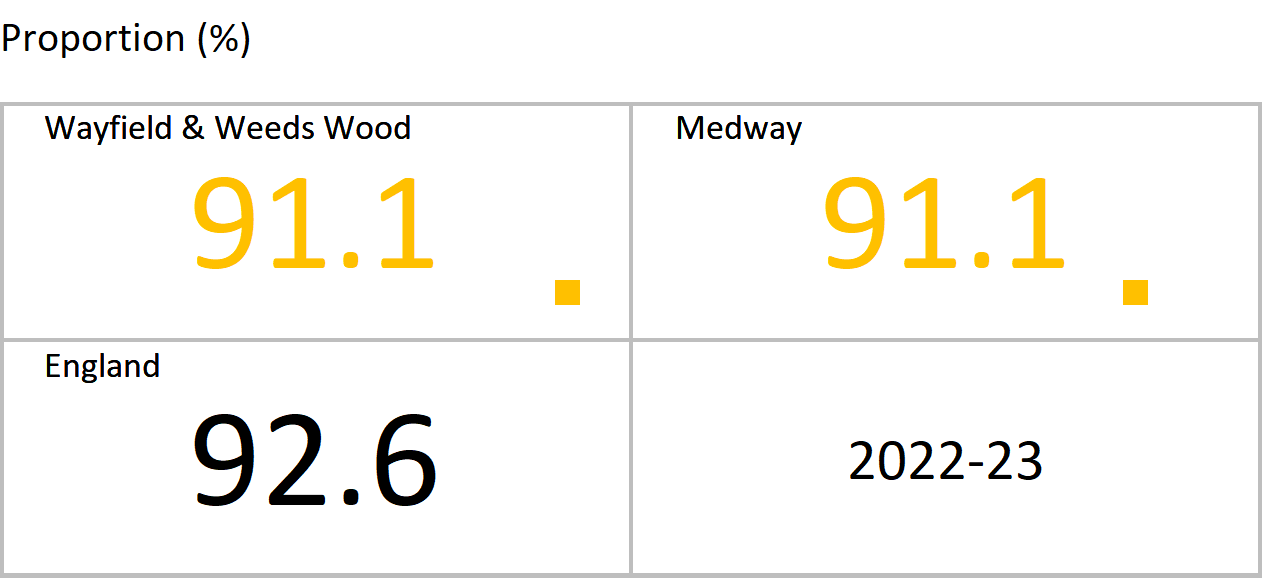 Proportion (%)
Wayfield & Weeds Wood
91.1
Medway
91.1
England
92.6
2022-23